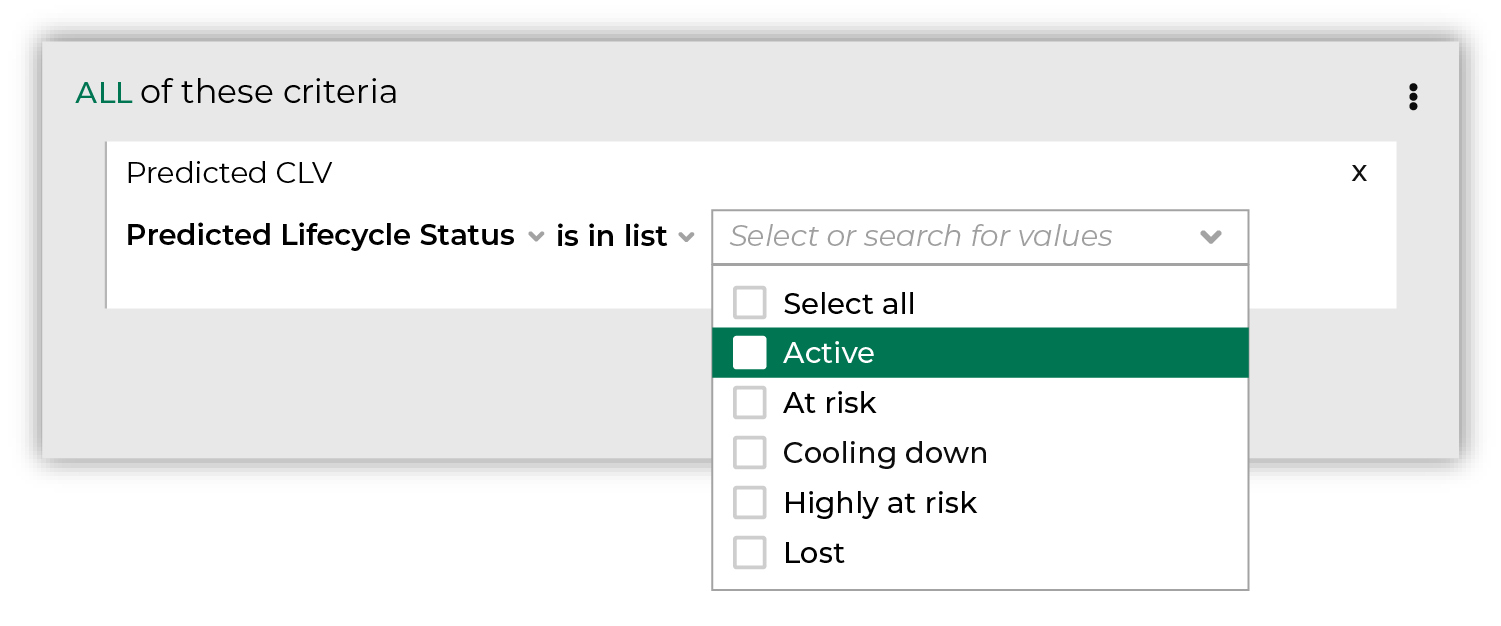 ALL of these criteria
Predicted CLV x
Predicted Lifecycle Status is in list Select or search for values
Select all
Active
At risk
Cooling down
Highly at risk
Lost